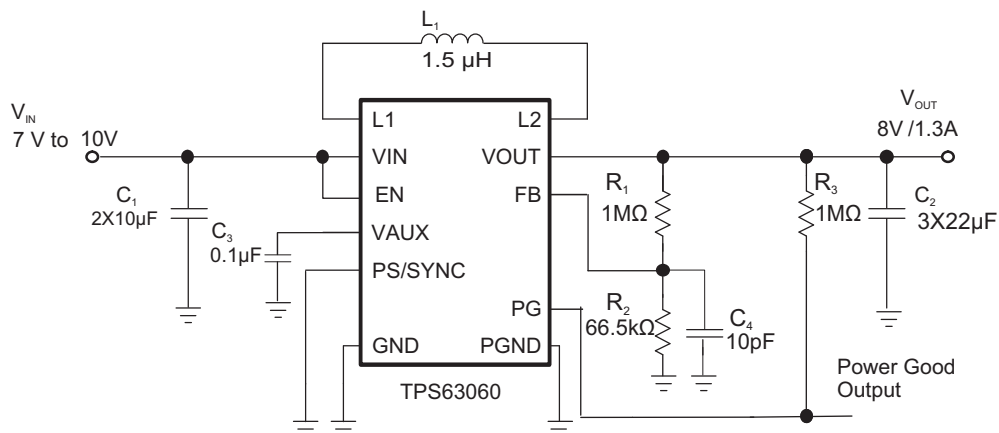 L₁
1.5 µH
V_IN
7 V to 10V
V_OUT
8V /1.3A
L1
L2
VIN
VOUT
EN
FB
VAUX
PS/SYNC
PG
GND
PGND
TPS63060
C₁
2X10µF
C₃
0.1µF
R₁
1MΩ
R₃
1MΩ
C₂
3X22µF
R₂
66.5kΩ
C₄
10pF
Power Good
Output